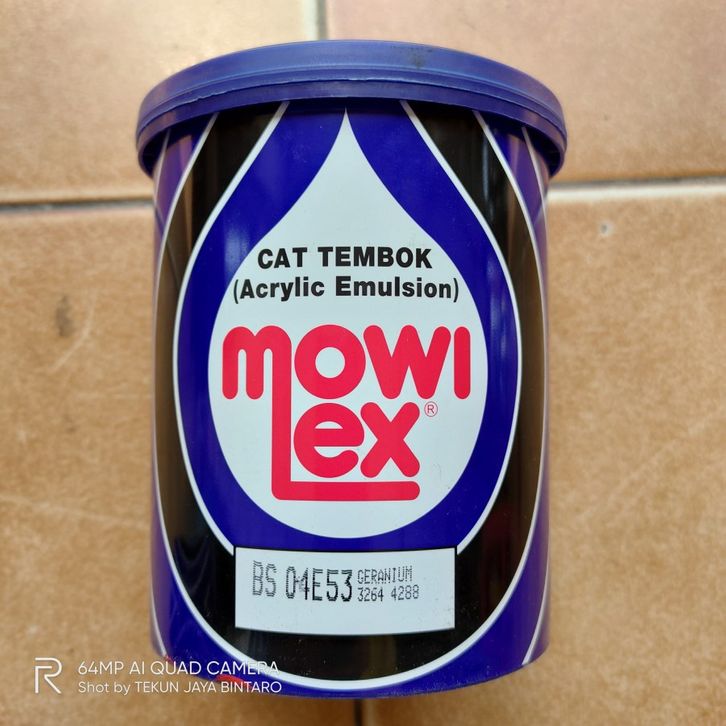 CAT TEMBOK
(Acrylic Emulsion)
mowi
lex®
BS 04E53 GERANIUM
3264 4288
R 64MP AI QUAD CAMERA
Shot by TEKUN JAYA BINTARO